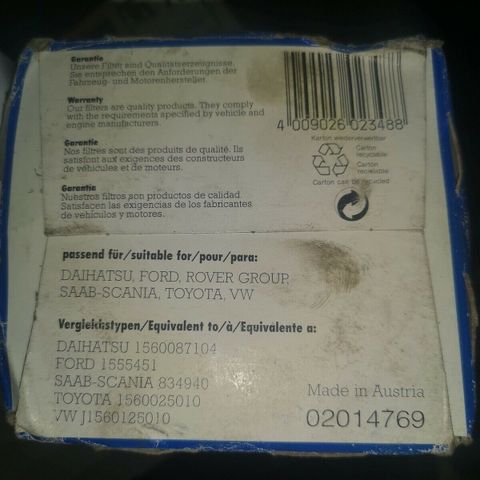 Garantie
Unsere Filter sind Qualitätserzeugnisse.
Sie entsprechen den Anforderungen der
Fahrzeug- und Motorenhersteller.
Warranty
Our filters are quality products. They comply
with the requirements specified by vehicle and
engine manufacturers.
Garantie
Nos filtres sont des produits de qualité. Ils
satisfont aux exigences des constructeurs
de véhicules et de moteurs.
Garantía
Nuestros filtros son productos de calidad.
Satisfacen las exigencias de los fabricantes
de vehículos y motores.
4 009026 023488
Karton wiederverwertbar
Carton
recyclable
Cartón
reciclable
Carton can be recycled
passend für/suitable for/pour/para:
DAIHATSU, FORD, ROVER GROUP,
SAAB-SCANIA, TOYOTA, VW
Vergleichstypen/Equivalent to/à/Equivalente a:
DAIHATSU 1560087104
FORD 1555451
SAAB-SCANIA 834940
TOYOTA 1560025010
VW J1560125010
Made in Austria
02014769